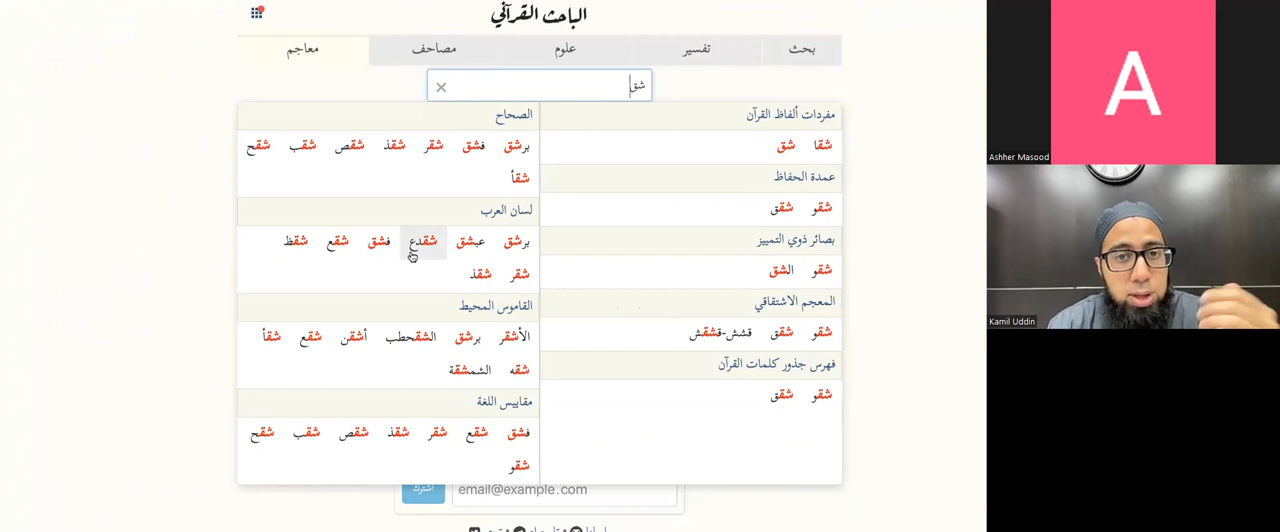 الباحث القرآني
بحث تفسير علوم مصاحف معاجم
شق
مفردات ألفاظ القرآن
شقا شق
عمدة الحفاظ
شقو شقق
بصائر ذوي التمييز
شقو الشق
المعجم الاشتقاقي
شقو شقق قشش-قشقش
فهرس جذور كلمات القرآن
شقو شقق
الصحاح
برشق فشق شقر شقذ شقص شقب شقح
شقأ
لسان العرب
برشق عبشق شقدع فشق شقع شقظ
شقر شقذ
القاموس المحيط
الأشقر برشق الشقحطب أشقن شقع شقأ
شقه الشمشقة
مقاييس اللغة
فشق شقع شقر شقذ شقص شقب شقح
شقو
email@example.com
اشترك
A
Ashher Masood
Kamil Uddin